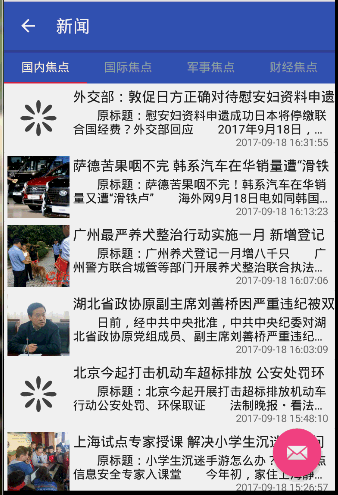 新闻
国内焦点 国际焦点 军事焦点 财经焦点
外交部：敦促日方正确对待慰安妇资料申遗
原标题：慰安妇资料申遗成功日本将停缴联
合国经费？外交部回应 2017年9月18日，...
2017-09-18 16:31:55
萨德苦果咽不完 韩系汽车在华销量遭“滑铁
原标题：萨德苦果咽不完！韩系汽车在华销
量又遭“滑铁卢” 海外网9月18日电如同韩国...
2017-09-18 16:13:23
广州最严养犬整治行动实施一月 新增登记
原标题：广州养犬登记一月增八千只 广
州警方联合城管等部门开展养犬整治联合执法...
2017-09-18 16:07:06
湖北省政协原副主席刘善桥因严重违纪被双
日前，经中共中央批准，中共中央纪委对湖
北省政协原党组成员、副主席刘善桥严重违纪...
2017-09-18 16:03:09
北京今起打击机动车超标排放 公安处罚环
原标题：北京今起开展打击超标排放机动车
行动公安处罚、环保取证 法制晚报·看法...
2017-09-18 15:48:10
上海试点专家授课 解决小学生沉迷 问
原标题：小学生沉迷手游怎么办？ 焦点
信息安全专家入课堂 今年初，家住上海静...
2017-09-18 15:26:57